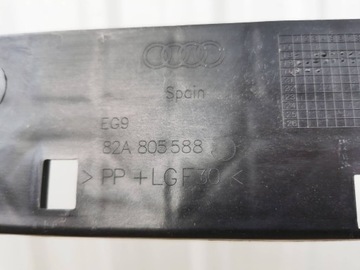 Spain
EG9
82A 805 588
> PP + LGF30 <